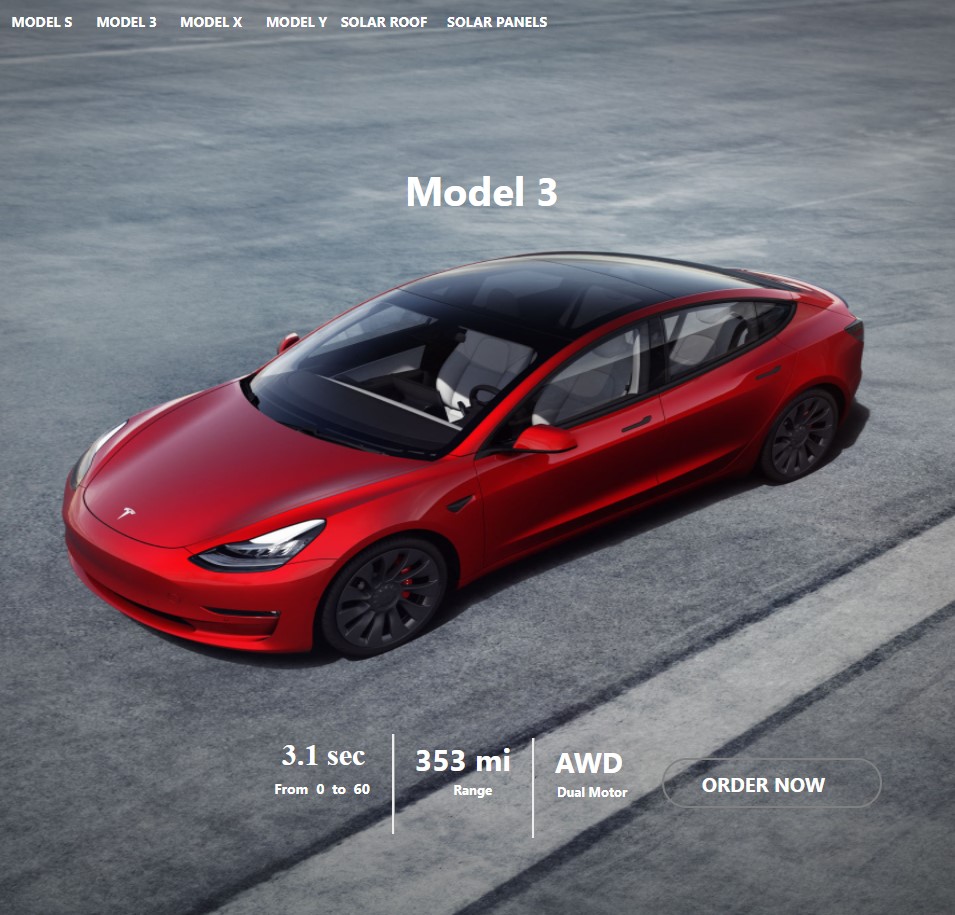 MODEL S MODEL 3 MODEL X MODEL Y SOLAR ROOF SOLAR PANELS
Model 3
3.1 sec 353 mi AWD ORDER NOW
From 0 to 60 Range Dual Motor